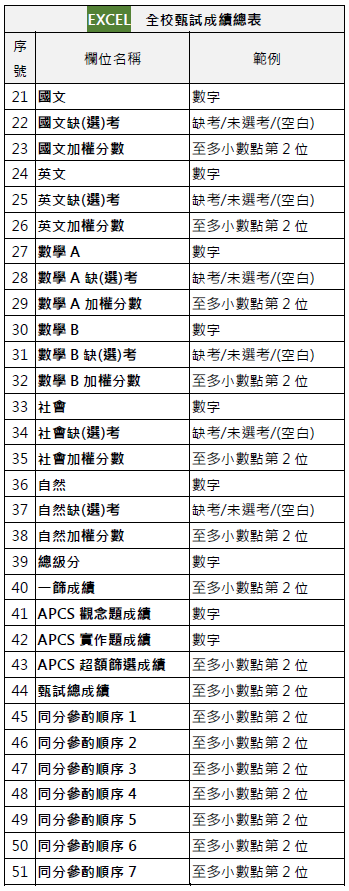 EXCEL 全校甄試成績總表
序號 欄位名稱 範例
21 國文 數字
22 國文缺(選)考 缺考/未選考/(空白)
23 國文加權分數 至多小數點第 2 位
24 英文 數字
25 英文缺(選)考 缺考/未選考/(空白)
26 英文加權分數 至多小數點第 2 位
27 數學 A 數字
28 數學 A 缺(選)考 缺考/未選考/(空白)
29 數學 A 加權分數 至多小數點第 2 位
30 數學 B 數字
31 數學 B 缺(選)考 缺考/未選考/(空白)
32 數學 B 加權分數 至多小數點第 2 位
33 社會 數字
34 社會缺(選)考 缺考/未選考/(空白)
35 社會加權分數 至多小數點第 2 位
36 自然 數字
37 自然缺(選)考 缺考/未選考/(空白)
38 自然加權分數 至多小數點第 2 位
39 總級分 數字
40 一篩成績 至多小數點第 2 位
41 APCS 觀念題成績 數字
42 APCS 實作題成績 數字
43 APCS 超額篩選成績 至多小數點第 2 位
44 甄試總成績 至多小數點第 2 位
45 同分參酌順序 1 至多小數點第 2 位
46 同分參酌順序 2 至多小數點第 2 位
47 同分參酌順序 3 至多小數點第 2 位
48 同分參酌順序 4 至多小數點第 2 位
49 同分參酌順序 5 至多小數點第 2 位
50 同分參酌順序 6 至多小數點第 2 位
51 同分參酌順序 7 至多小數點第 2 位